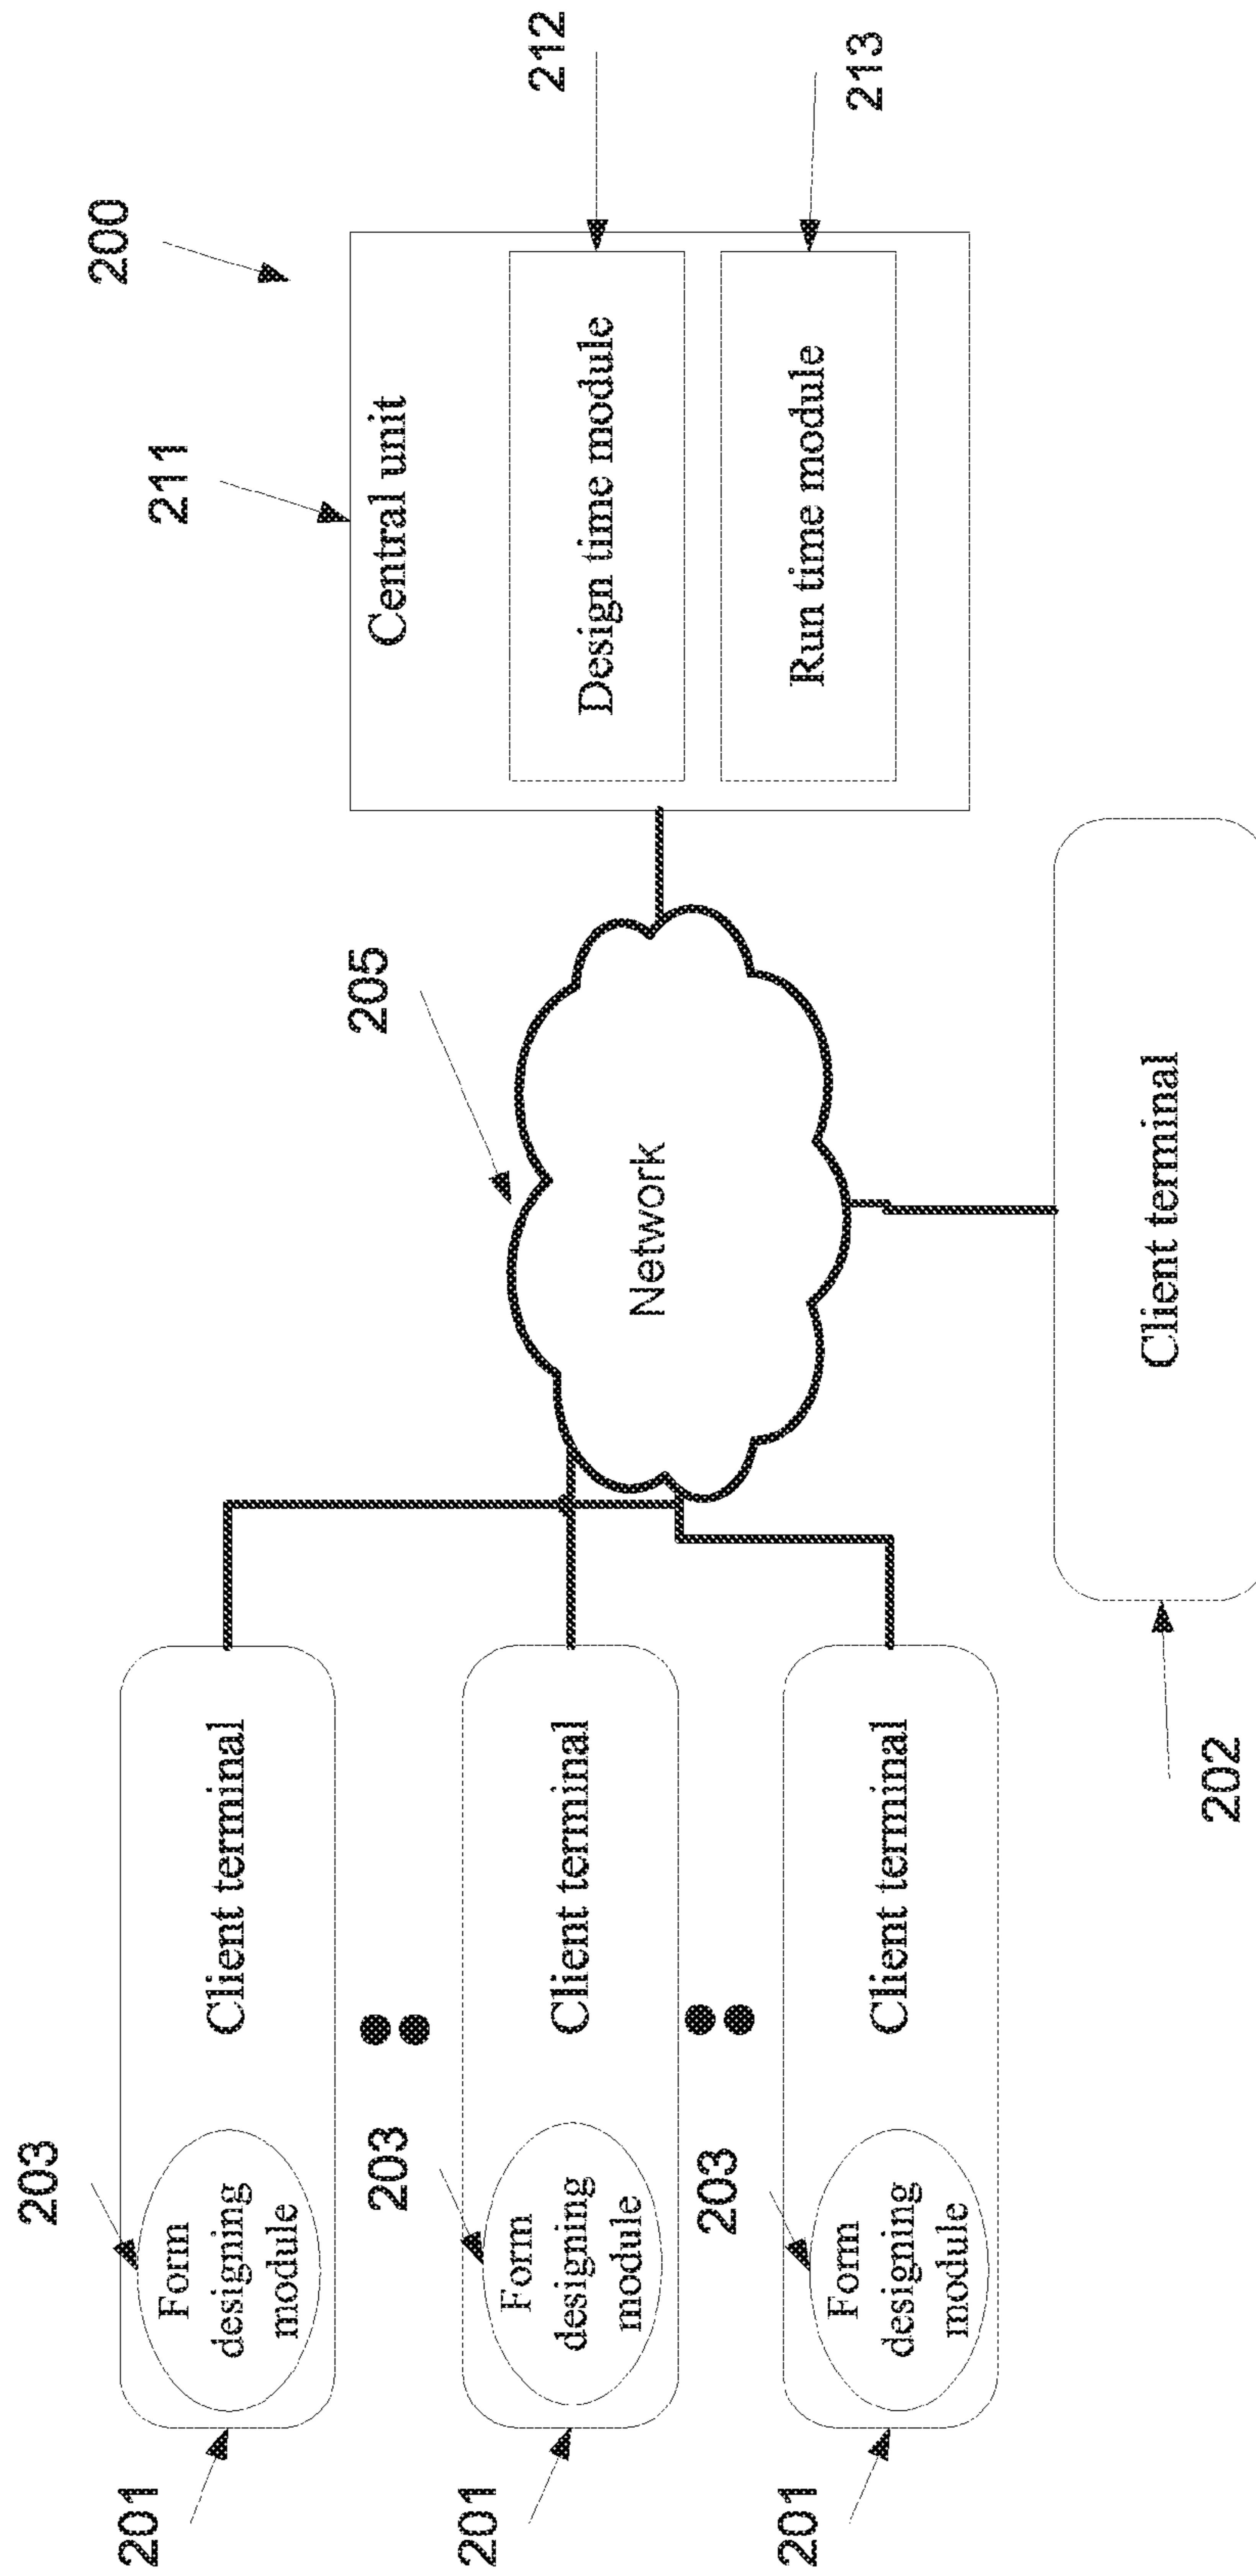 200
211
Central unit
212
Design time module
213
Run time module
205
Network
203
Form
designing
module
Client terminal
201
203
Form
designing
module
Client terminal
201
203
Form
designing
module
Client terminal
201
Client terminal
202